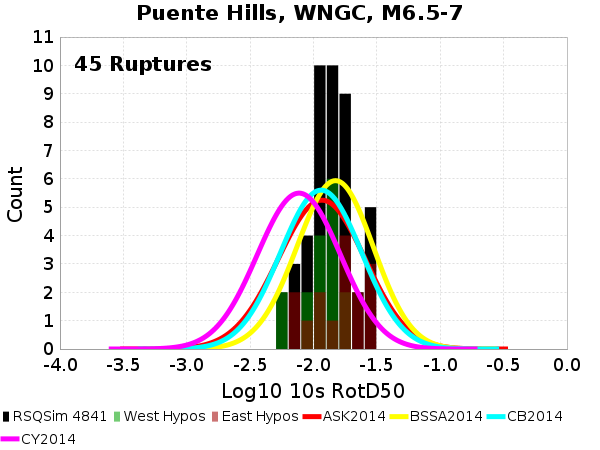 Puente Hills, WNGC, M6.5-7
45 Ruptures
Count
11
10
9
8
7
6
5
4
3
2
1
0
-4.0 -3.5 -3.0 -2.5 -2.0 -1.5 -1.0 -0.5 0.0
Log10 10s RotD50
RSQSim 4841 West Hypos East Hypos ASK2014 BSSA2014 CB2014
CY2014